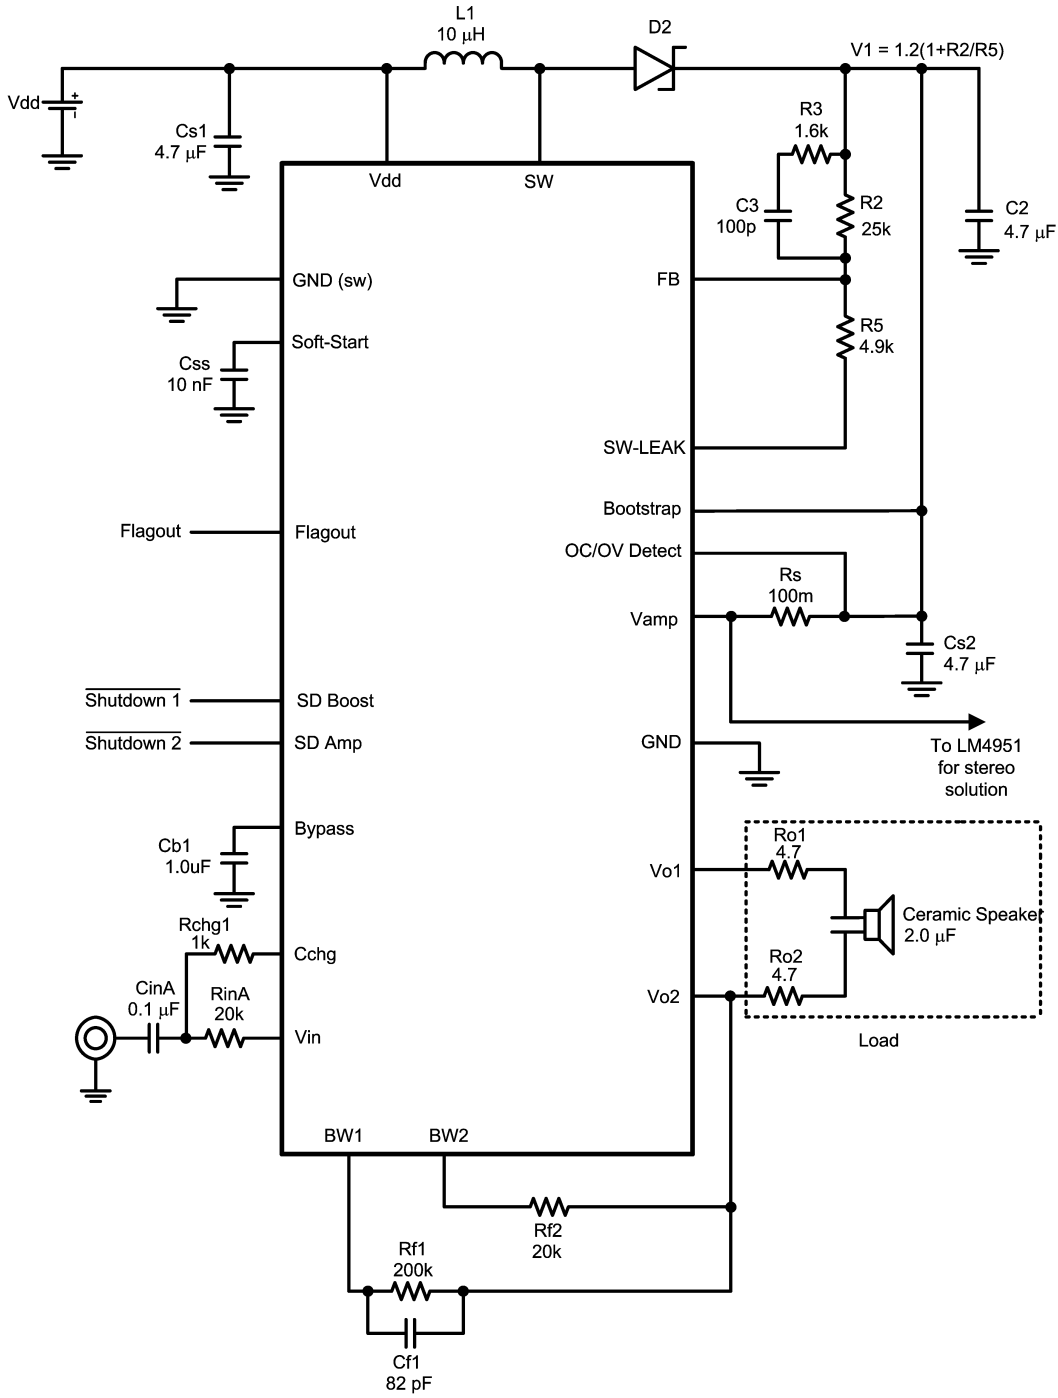 L1
10 μH
D2
V1 = 1.2(1+R2/R5)
Vdd
+
Cs1
4.7 μF
R3
1.6k
Vdd
SW
C3
100p
R2
25k
C2
4.7 μF
GND (sw)
FB
Soft-Start
R5
4.9k
Css
10 nF
SW-LEAK
Bootstrap
Flagout
Flagout
OC/OV Detect
Rs
100m
Vamp
Cs2
4.7 μF
Shutdown 1
SD Boost
Shutdown 2
SD Amp
GND
To LM4951
for stereo
solution
Bypass
Cb1
1.0uF
Ro1
4.7
Vo1
Rchg1
1k
Ceramic Speaker
2.0 μF
Cchg
Ro2
4.7
CinA
0.1 μF
RinA
20k
Vo2
Vin
Load
BW1
BW2
Rf2
20k
Rf1
200k
Cf1
82 pF